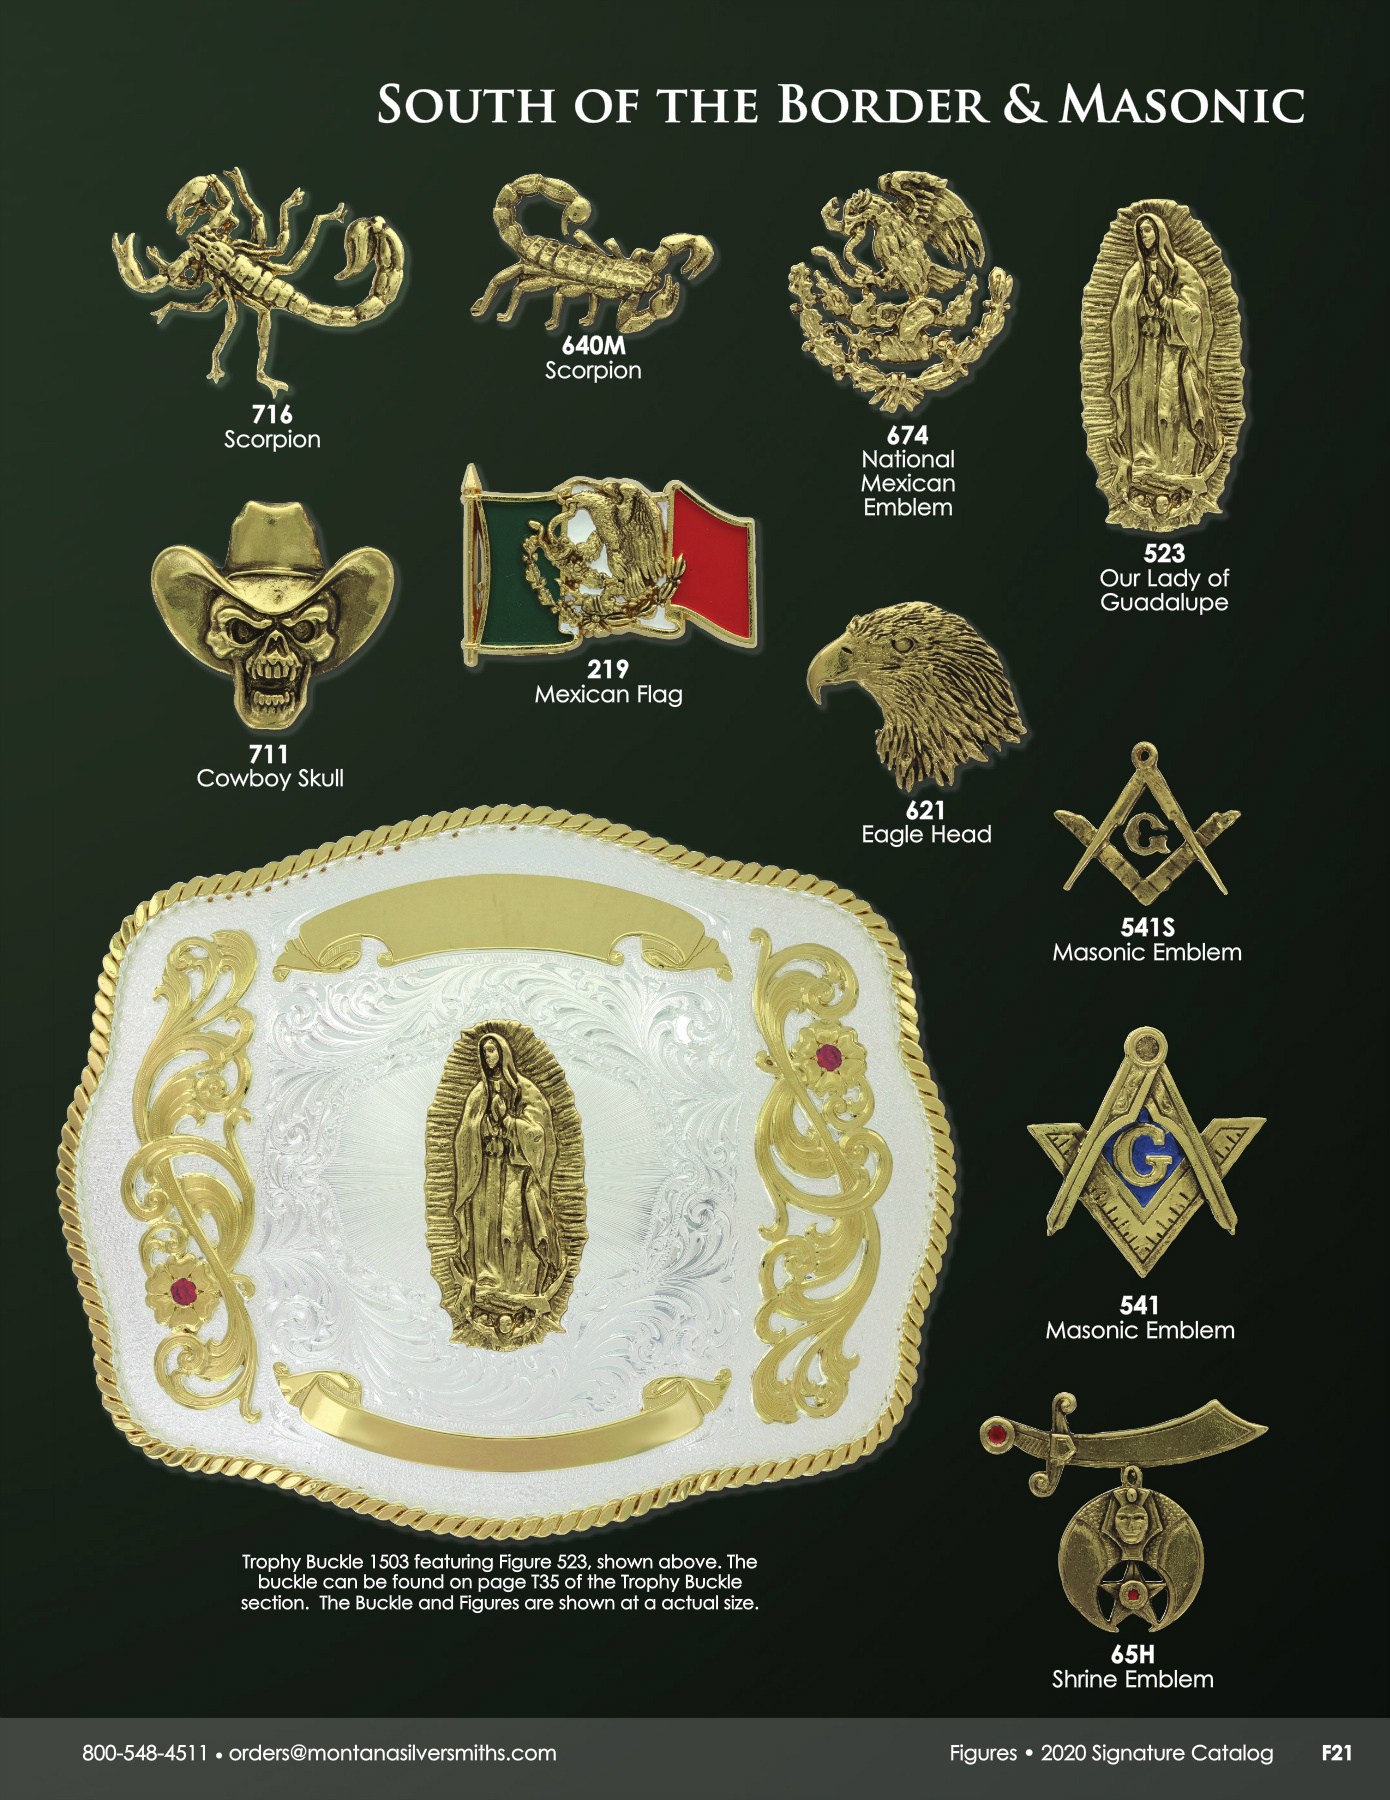 SOUTH OF THE BORDER & MASONIC
716
Scorpion
640M
Scorpion
674
National
Mexican
Emblem
523
Our Lady of
Guadalupe
711
Cowboy Skull
219
Mexican Flag
621
Eagle Head
G
541S
Masonic Emblem
G
541
Masonic Emblem
65H
Shrine Emblem
Trophy Buckle 1503 featuring Figure 523, shown above. The
buckle can be found on page T35 of the Trophy Buckle
section.  The Buckle and Figures are shown at a actual size.
800-548-4511 • orders@montanasilversmiths.com
Figures • 2020 Signature Catalog F21